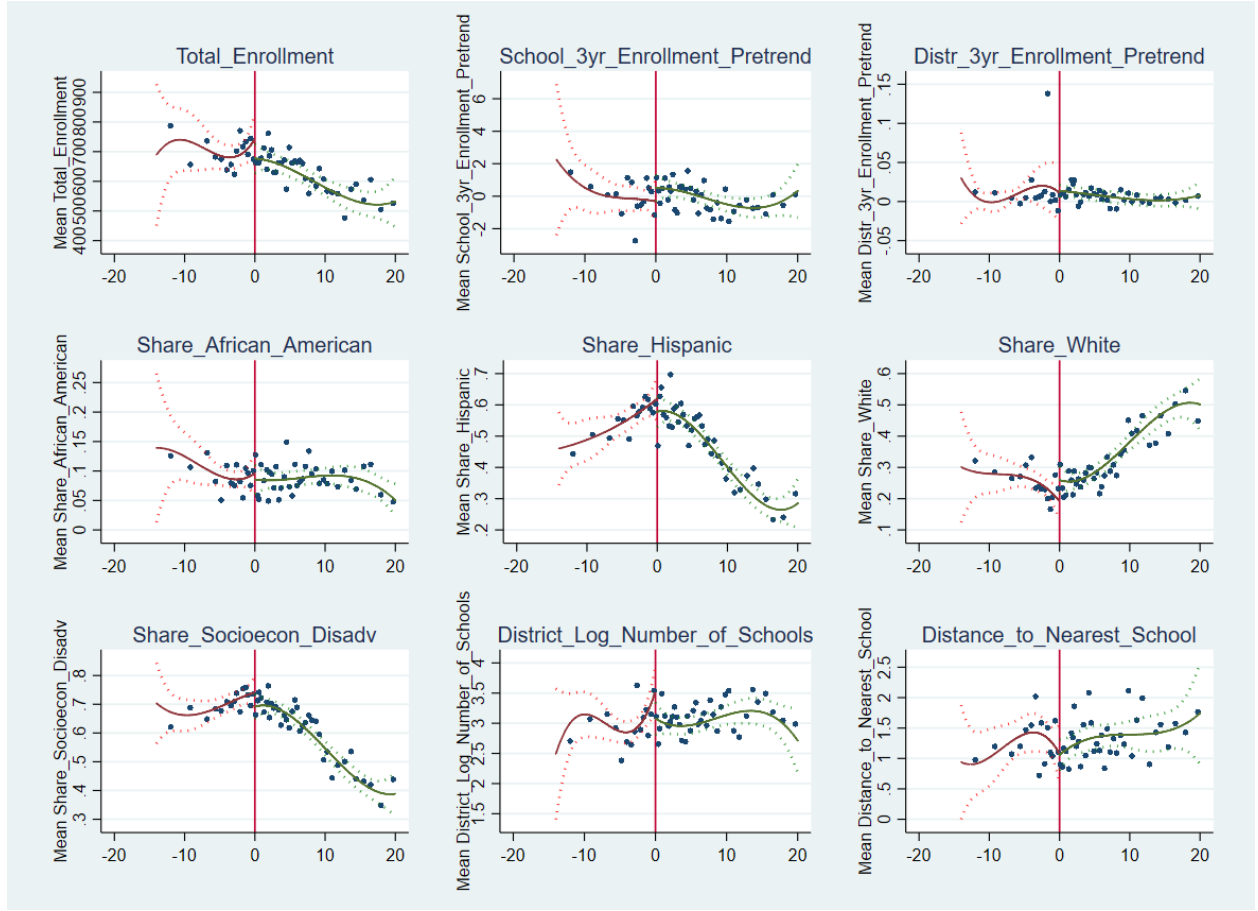 Total_Enrollment
Mean Total_Enrollment
400500600700800900
-20 -10 0 10 20
School_3yr_Enrollment_Pretrend
Mean School_3yr_Enrollment_Pretrend
-2 0 2 4 6
-20 -10 0 10 20
Distr_3yr_Enrollment_Pretrend
Mean Distr_3yr_Enrollment_Pretrend
-.05 0 .05 .1 .15
-20 -10 0 10 20
Share_African_American
Mean Share_African_American
0 .05 .1 .15 .2 .25
-20 -10 0 10 20
Share_Hispanic
Mean Share_Hispanic
.2 .3 .4 .5 .6 .7
-20 -10 0 10 20
Share_White
Mean Share_White
.1 .2 .3 .4 .5 .6
-20 -10 0 10 20
Share_Socioecon_Disadv
Mean Share_Socioecon_Disadv
.3 .4 .5 .6 .7 .8
-20 -10 0 10 20
District_Log_Number_of_Schools
Mean District_Log_Number_of_Schools
1.5 2 2.5 3 3.5 4
-20 -10 0 10 20
Distance_to_Nearest_School
Mean Distance_to_Nearest_School
0 .5 1 1.5 2 2.5
-20 -10 0 10 20